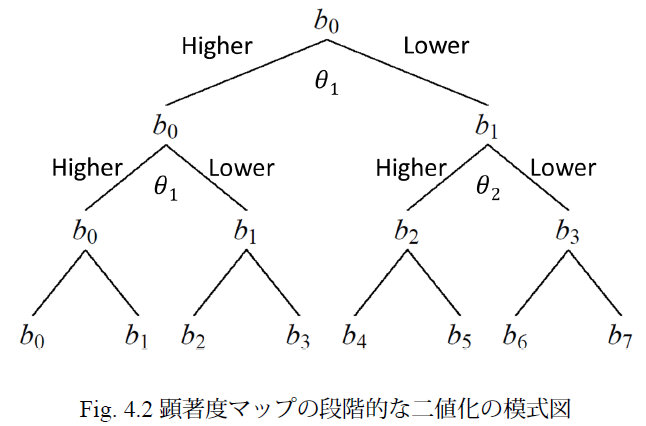 b₀
Higher Lower
θ₁
b₀ b₁
Higher Lower Higher Lower
θ₁ θ₂
b₀ b₁ b₂ b₃
b₀ b₁ b₂ b₃ b₄ b₅ b₆ b₇
Fig. 4.2 顕著度マップの段階的な二値化の模式図